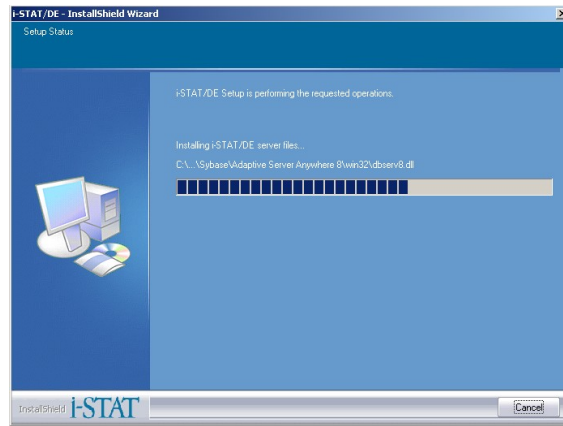 i-STAT/DE - InstallShield Wizard
Setup Status
i-STAT/DE Setup is performing the requested operations.
Installing i-STAT/DE server files...
C:\...\Sybase\Adaptive Server Anywhere 8\win32\dbserv8.dll
InstallShield i-STAT
Cancel